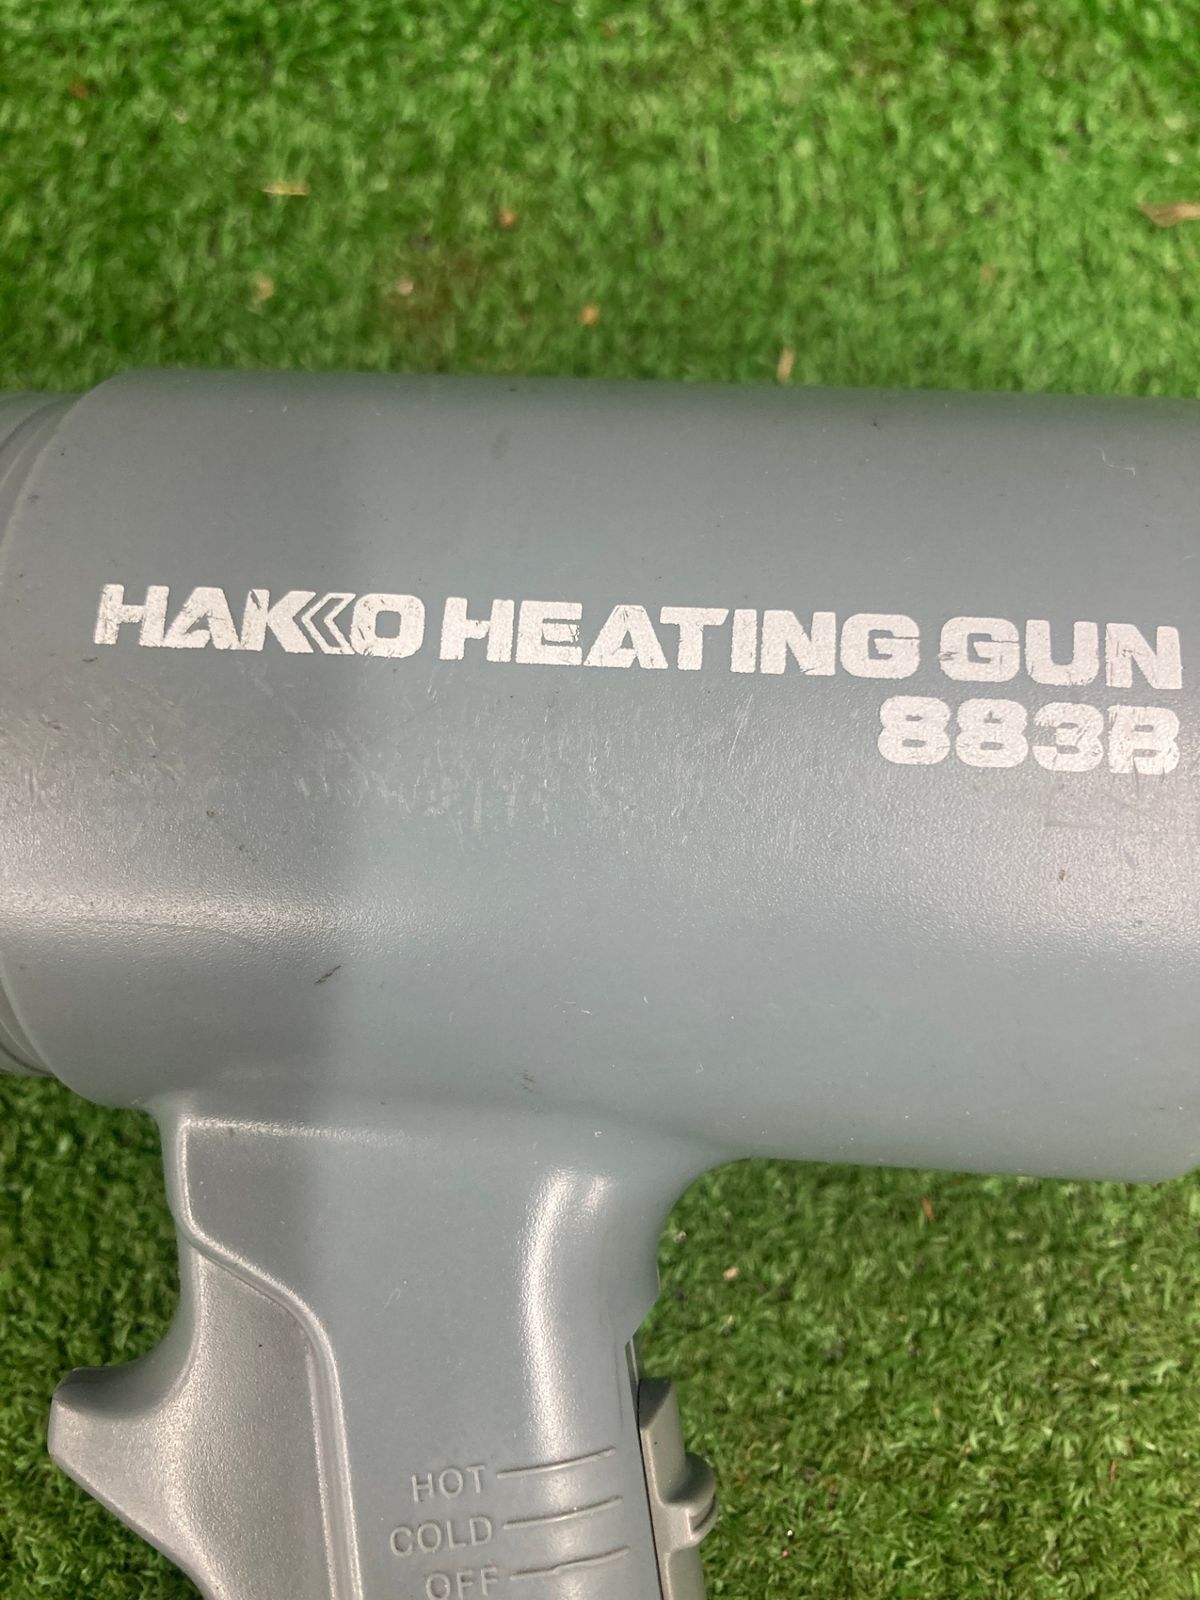 HAKKO HEATING GUN
883B
HOT
COLD
OFF